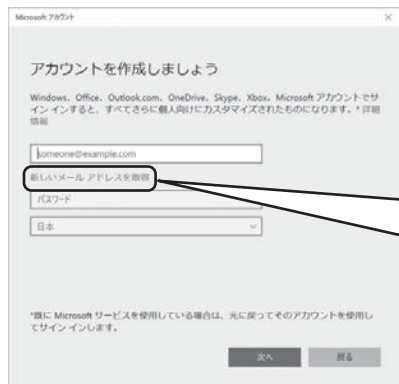 Microsoft アカウント
アカウントを作成しましょう
Windows、Office、Outlook.com、OneDrive、Skype、Xbox。Microsoft アカウントでサ
イン インすると、すべてさらに個人向けにカスタマイズされたものになります。* 詳細
情報
someone@example.com
新しいメール アドレスを取得
パスワード
日本
*既に Microsoft サービスを使用している場合は、元に戻ってそのアカウントを使用し
てサイン インします。
次へ
戻る